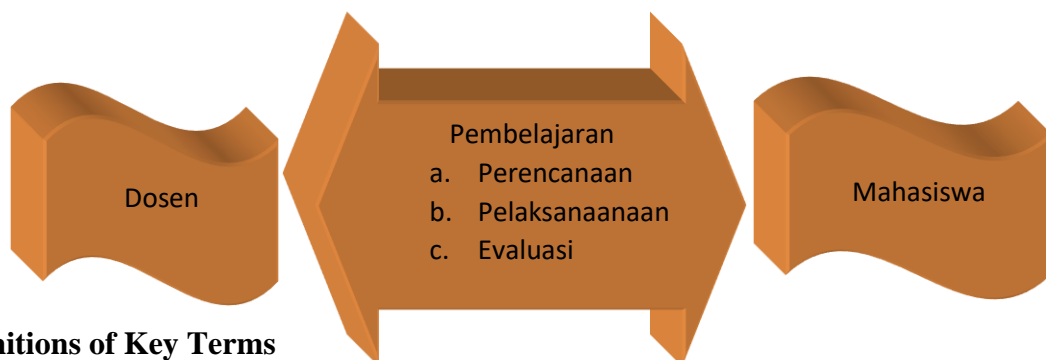 Dosen
Pembelajaran
a. Perencanaan
b. Pelaksanaanaan
c. Evaluasi
Mahasiswa
nitions of Key Terms